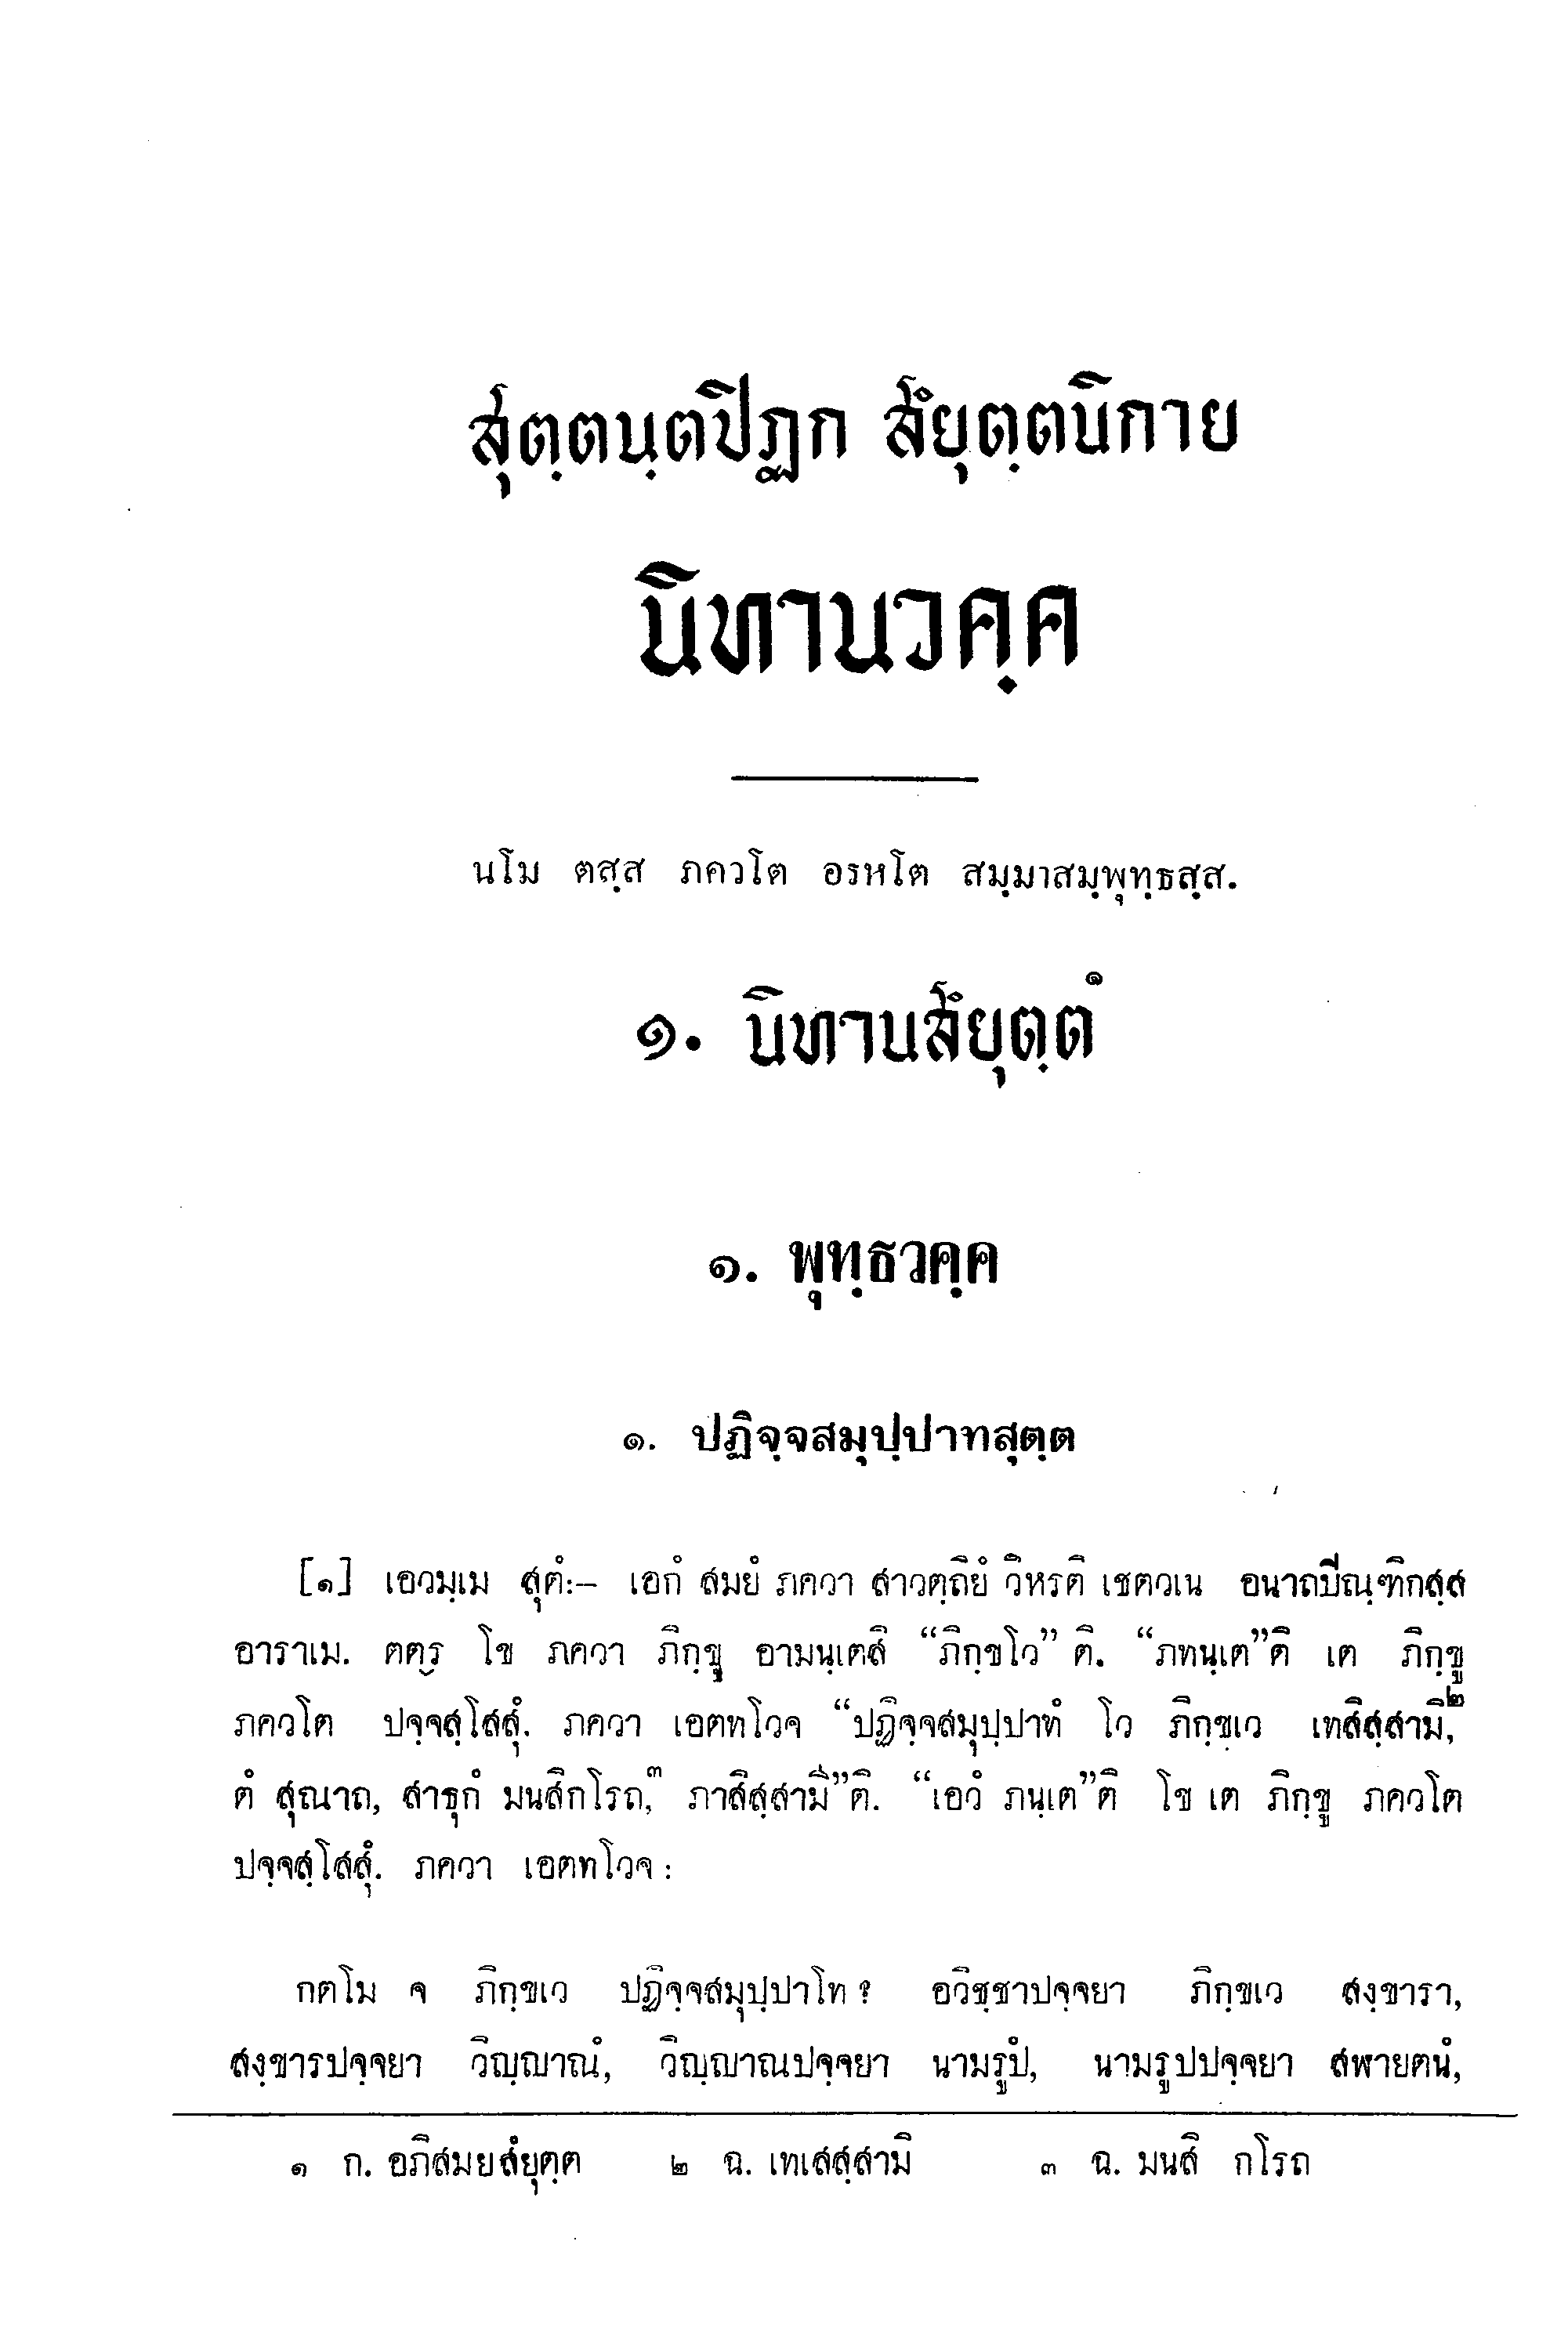 สุตฺตนฺตปิฏก สํยุตฺตนิกาย
นิทานวคฺค
นโม ตสฺส ภควโต อรหโต สมฺมาสมฺพุทฺธสฺส.
๑. นิทานสํยุตฺตํ๑
๑. พุทฺธวคฺค
๑. ปฏิจฺจสมุปฺปาทสุตฺต
[๑] เอวมฺเม สุตํ:– เอกํ สมยํ ภควา สาวตฺถิยํ วิหรติ เชตวเน อนาถปิณฺฑิกสฺส
อาราเม. ตตฺร โข ภควา ภิกฺขู อามนฺเตสิ “ภิกฺขโว” ติ. “ภทนฺเต”ติ เต ภิกฺขู
ภควโต ปจฺจสฺโสสุํ. ภควา เอตทโวจ “ปฏิจฺจสมุปฺปาทํ โว ภิกฺขเว เทสิสฺสามิ,๒
ตํ สุณาถ, สาธุกํ มนสิกโรถ,๓ ภาสิสฺสามี”ติ. “เอวํ ภนฺเต”ติ โข เต ภิกฺขู ภควโต
ปจฺจสฺโสสุํ. ภควา เอตทโวจ:
กตโม จ ภิกฺขเว ปฏิจฺจสมุปฺปาโท? อวิชฺชาปจฺจยา ภิกฺขเว สงฺขารา,
สงฺขารปจฺจยา วิญฺญาณํ, วิญฺญาณปจฺจยา นามรูปํ, นามรูปปจฺจยา สฬายตนํ,
๑ ก. อภิสมยสํยุตฺต ๒ ฉ. เทเสสฺสามิ ๓ ฉ. มนสิ กโรถ